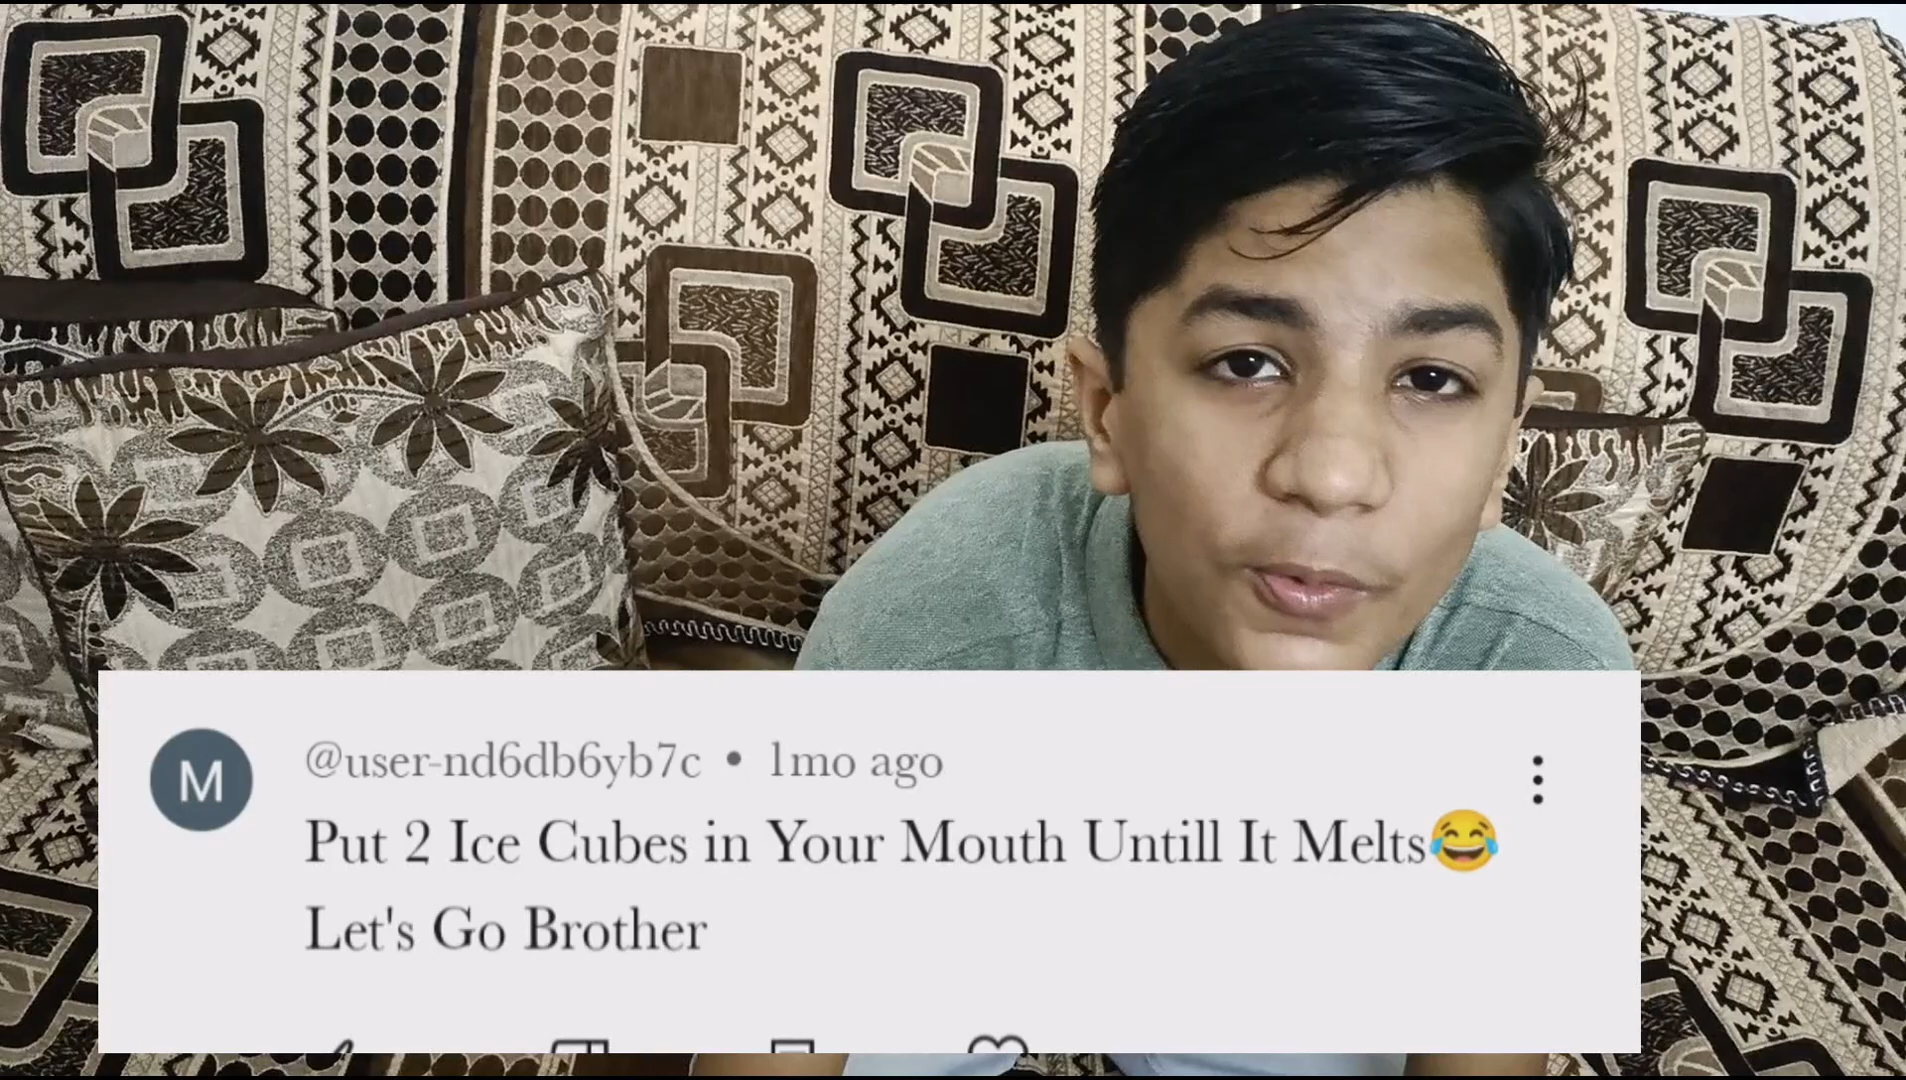 M
@user-nd6db6yb7c • 1mo ago
Put 2 Ice Cubes in Your Mouth Untill It Melts😂
Let's Go Brother